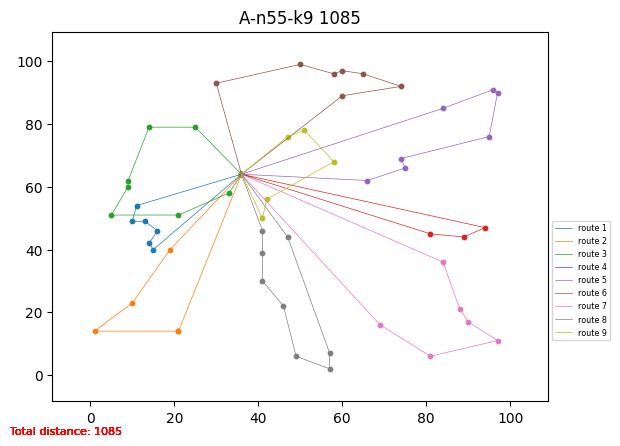 A-n55-k9 1085
100
80
60
40
20
0
0 20 40 60 80 100
route 1
route 2
route 3
route 4
route 5
route 6
route 7
route 8
route 9
Total distance: 1085